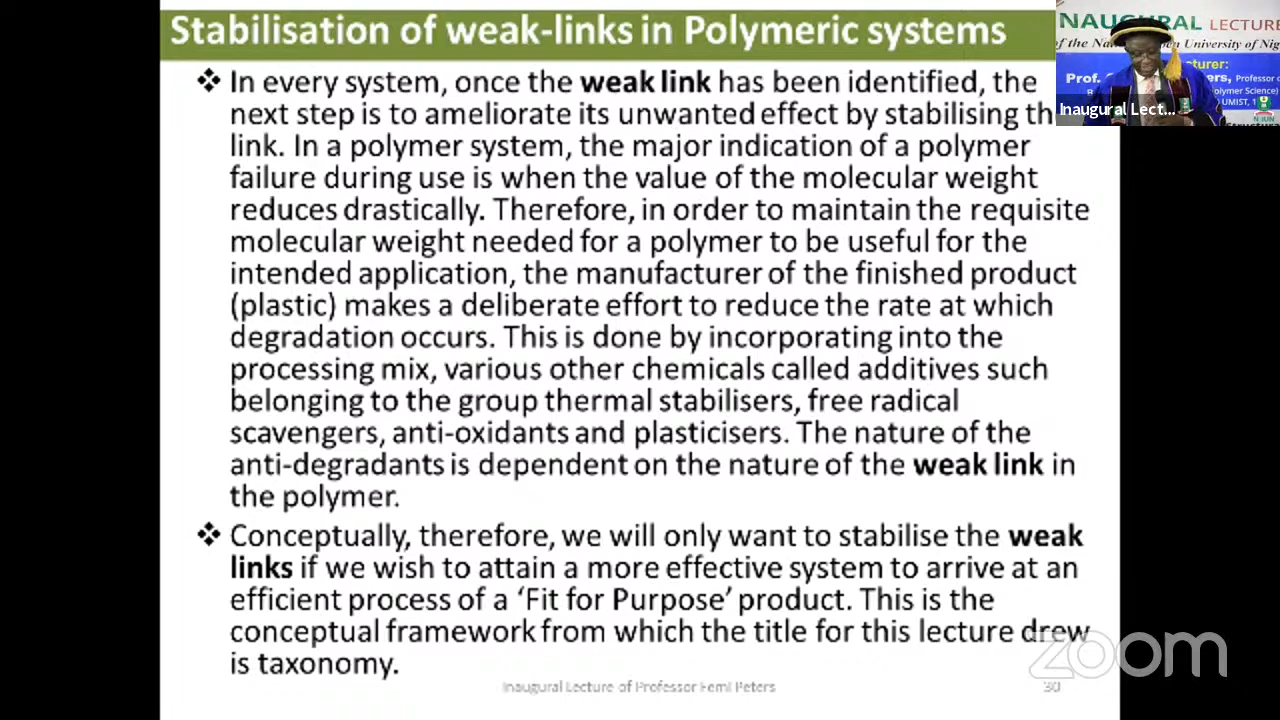 Stabilisation of weak-links in Polymeric systems
❖ In every system, once the weak link has been identified, the
next step is to ameliorate its unwanted effect by stabilising th
link. In a polymer system, the major indication of a polymer
failure during use is when the value of the molecular weight
reduces drastically. Therefore, in order to maintain the requisite
molecular weight needed for a polymer to be useful for the
intended application, the manufacturer of the finished product
(plastic) makes a deliberate effort to reduce the rate at which
degradation occurs. This is done by incorporating into the
processing mix, various other chemicals called additives such
belonging to the group thermal stabilisers, free radical
scavengers, anti-oxidants and plasticisers. The nature of the
anti-degradants is dependent on the nature of the weak link in
the polymer.
❖ Conceptually, therefore, we will only want to stabilise the weak
links if we wish to attain a more effective system to arrive at an
efficient process of a ‘Fit for Purpose’ product. This is the
conceptual framework from which the title for this lecture drew
is taxonomy.
Inaugural Lecture of Professor Femi Peters
30
NAUGURAL LECTURE
of the Na en University of Nig
turer:
Prof. ers, Professor
olymer Science)
UMIST, 1
Inaugural Lect...
zoom